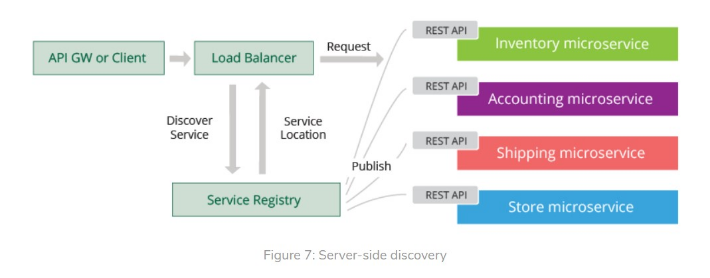 API GW or Client
Load Balancer
Request
REST API
Inventory microservice
REST API
Accounting microservice
Discover
Service
Service
Location
REST API
Shipping microservice
Publish
Service Registry
REST API
Store microservice
Figure 7: Server-side discovery